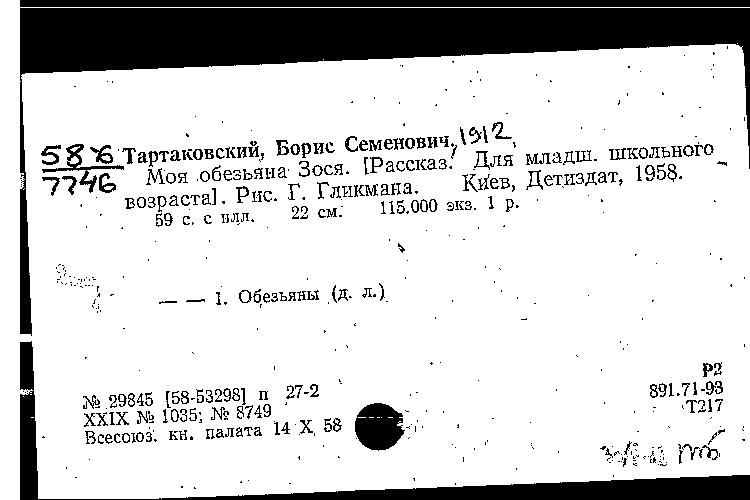 58 Тартаковский, Борис Семенович, 1912
7746 Моя обезьяна Зося. [Рассказ. Для младш. школьного
возраста]. Рис. Г. Гликмана. Киев, Детиздат, 1958.
59 с. с илл. 22 см. 115.000 экз. 1 р.
— — 1. Обезьяны (д. л.)
№ 29845 [58-53298] п 27-2
XXIX № 1035; № 8749
Всесоюз. кн. палата 14 X 58
Р2
891.71-93
Т217